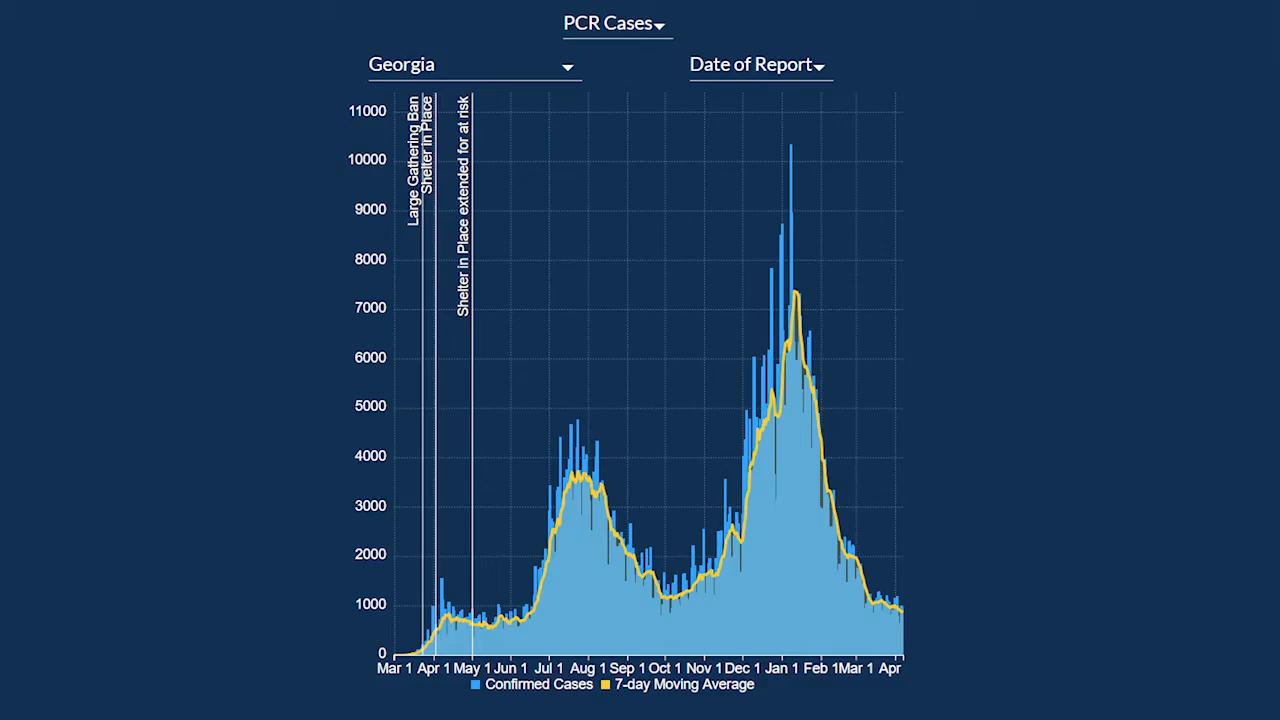 PCR Cases
Georgia
Date of Report
Large Gathering Ban
Shelter in Place
Shelter in Place extended for at risk
11000
10000
9000
8000
7000
6000
5000
4000
3000
2000
1000
0
Mar 1 Apr 1 May 1 Jun 1 Jul 1 Aug 1 Sep 1 Oct 1 Nov 1 Dec 1 Jan 1 Feb 1 Mar 1 Apr
Confirmed Cases 7-day Moving Average